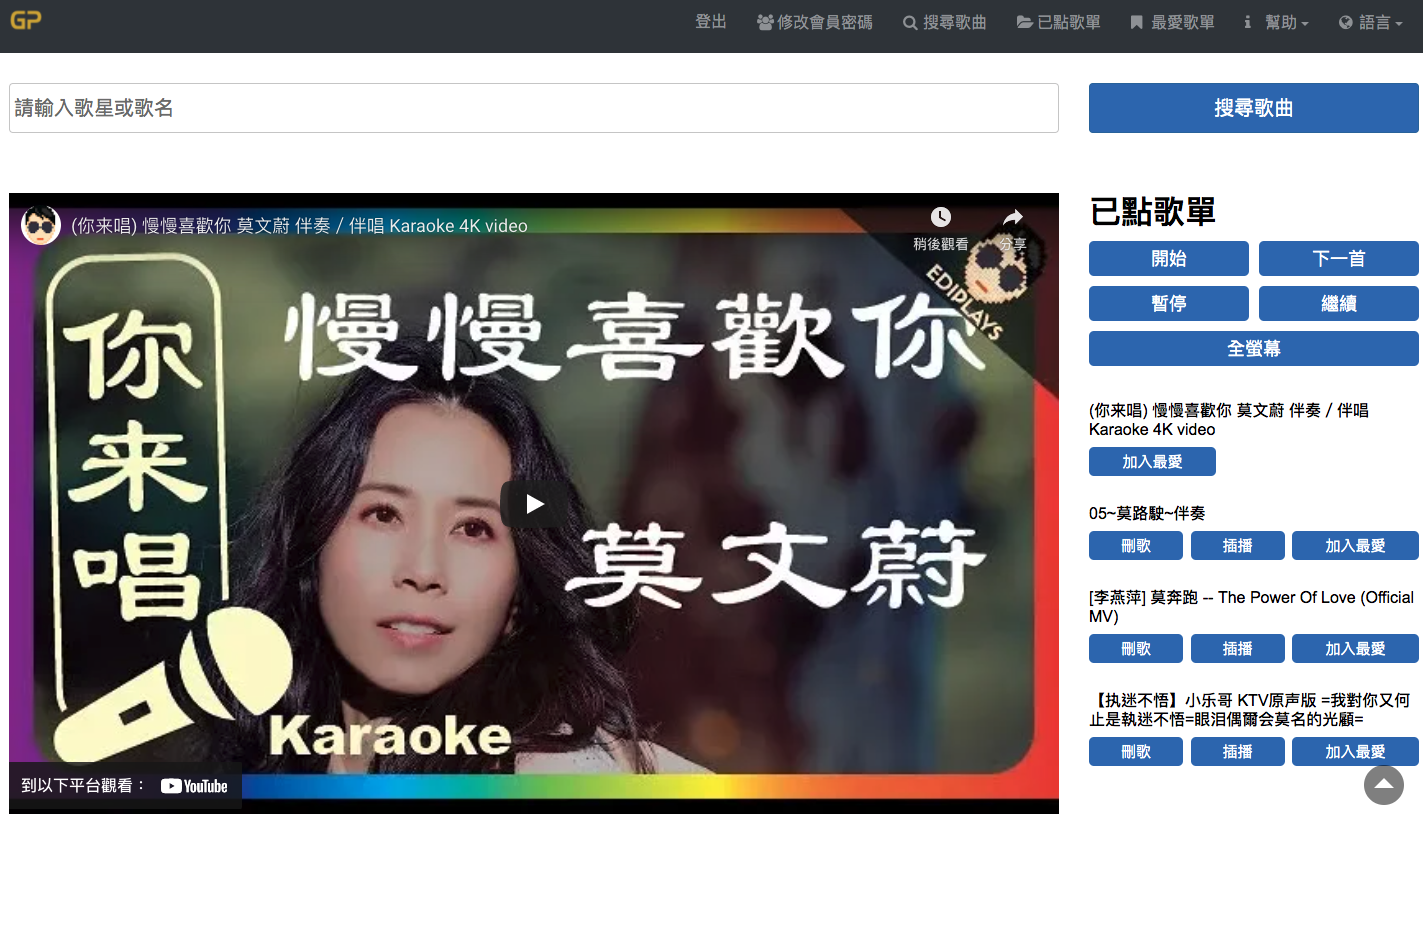 GP
登出
修改會員密碼
搜尋歌曲
已點歌單
最愛歌單
幫助
語言
請輸入歌星或歌名
搜尋歌曲
(你来唱) 慢慢喜歡你 莫文蔚 伴奏 / 伴唱 Karaoke 4K video
稍後觀看
分享
EDIPLAYS
你来唱
慢慢喜歡你
莫文蔚
Karaoke
到以下平台觀看：
YouTube
已點歌單
開始
下一首
暫停
繼續
全螢幕
(你来唱) 慢慢喜歡你 莫文蔚 伴奏 / 伴唱
Karaoke 4K video
加入最愛
05~莫路駛~伴奏
刪歌
插播
加入最愛
[李燕萍] 莫奔跑 -- The Power Of Love (Official
MV)
刪歌
插播
加入最愛
【执迷不悟】小乐哥 KTV原声版 =我對你又何
止是執迷不悟=眼泪偶爾会莫名的光顧=
刪歌
插播
加入最愛